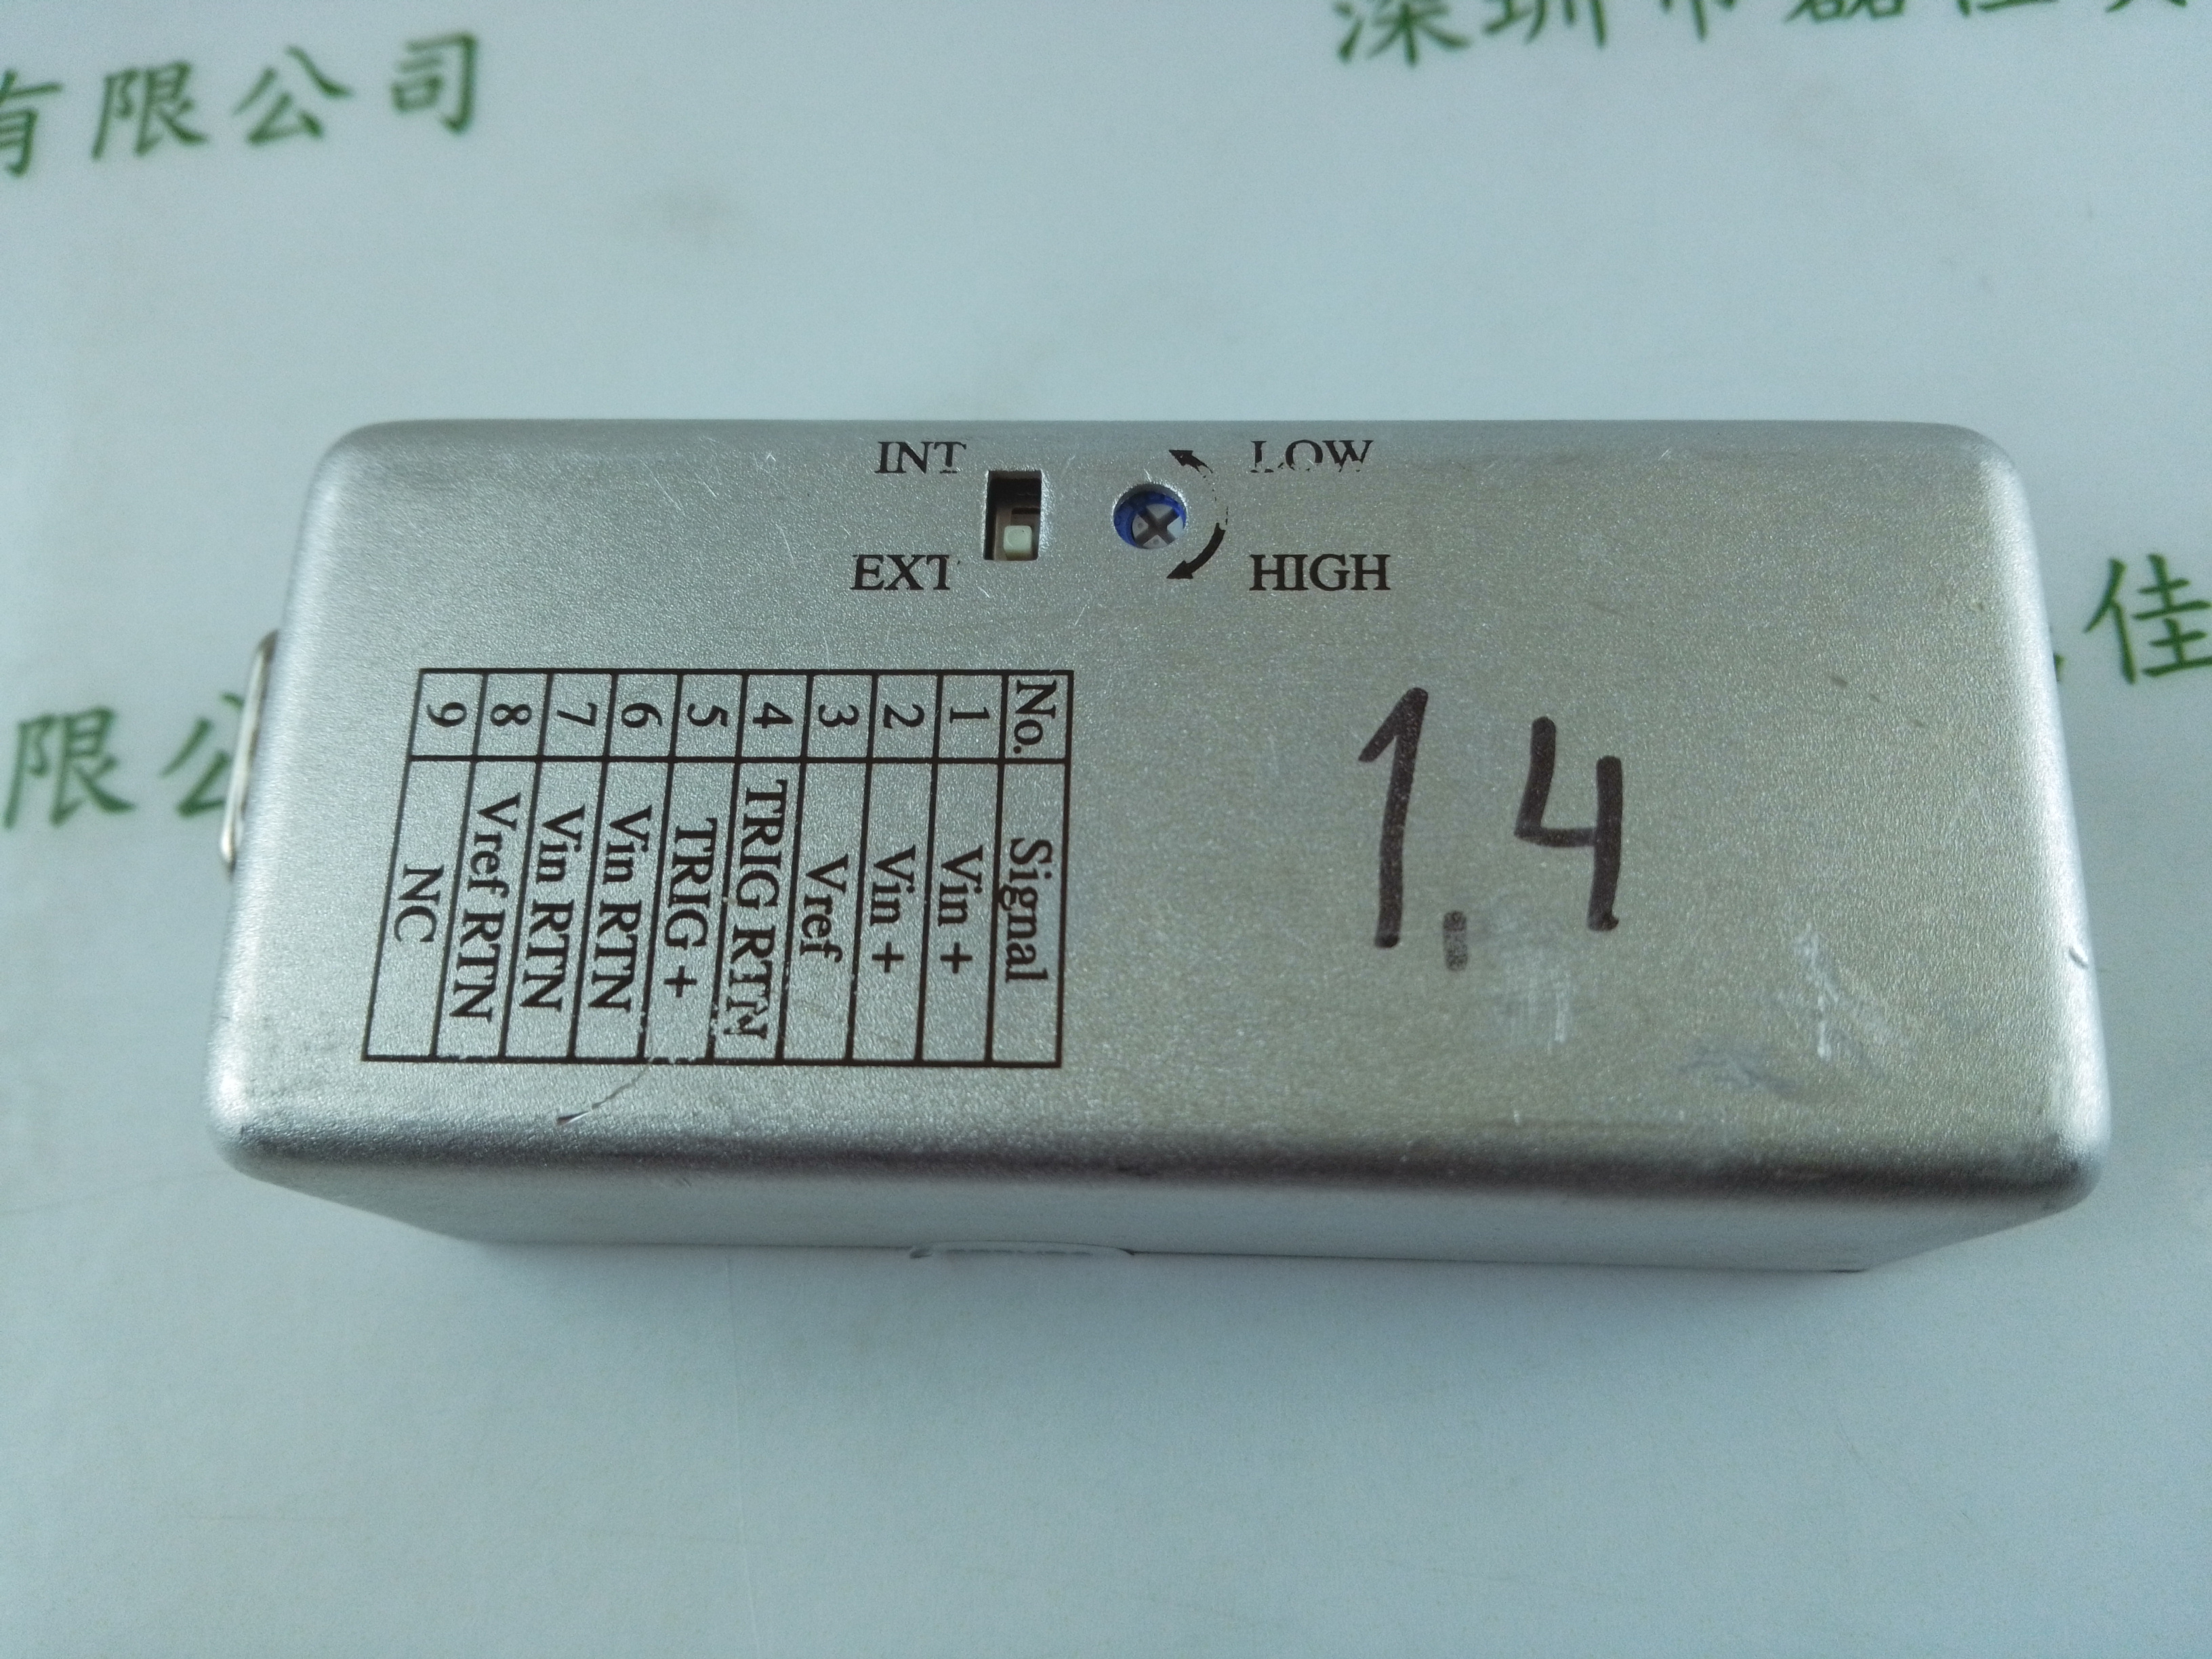 有限公司
深圳市磊佳
INT
LOW
EXT
HIGH
No. Signal
1 Vin +
2 Vin +
3 Vref
4 TRIG RTN
5 TRIG +
6 Vin RTN
7 Vin RTN
8 Vref RTN
9 NC
1.4
佳
限公